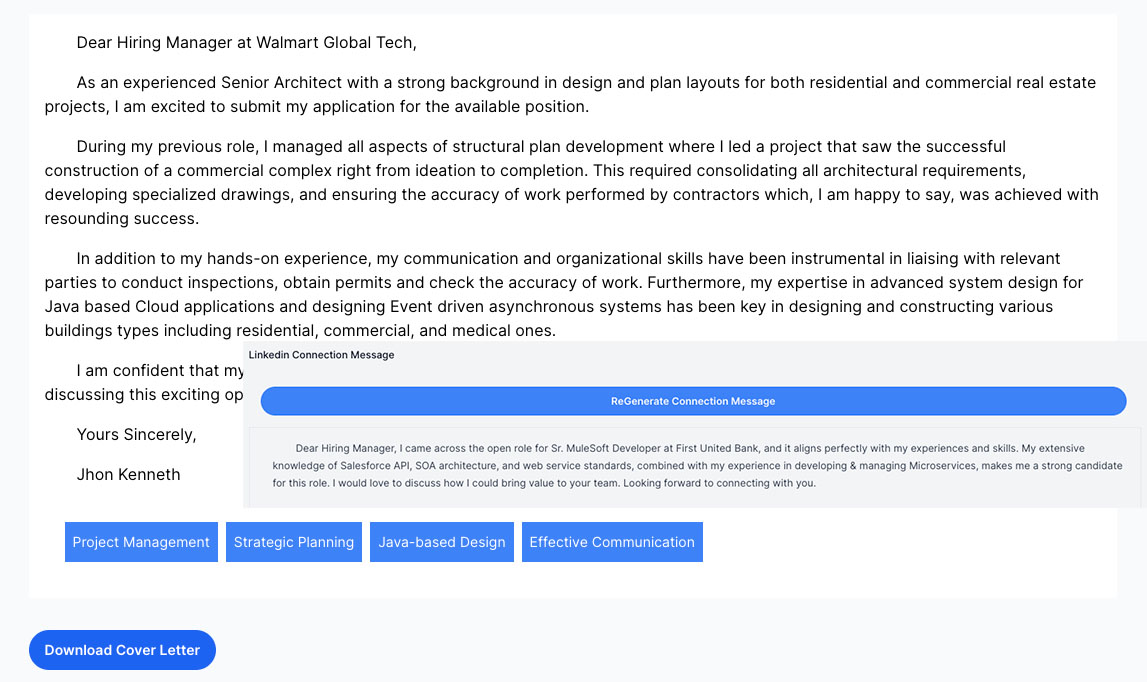 Dear Hiring Manager at Walmart Global Tech,
As an experienced Senior Architect with a strong background in design and plan layouts for both residential and commercial real estate
projects, I am excited to submit my application for the available position.
During my previous role, I managed all aspects of structural plan development where I led a project that saw the successful
construction of a commercial complex right from ideation to completion. This required consolidating all architectural requirements,
developing specialized drawings, and ensuring the accuracy of work performed by contractors which, I am happy to say, was achieved with
resounding success.
In addition to my hands-on experience, my communication and organizational skills have been instrumental in liaising with relevant
parties to conduct inspections, obtain permits and check the accuracy of work. Furthermore, my expertise in advanced system design for
Java based Cloud applications and designing Event driven asynchronous systems has been key in designing and constructing various
buildings types including residential, commercial, and medical ones.
I am confident that my
discussing this exciting op
Yours Sincerely,
Jhon Kenneth
Linkedin Connection Message
ReGenerate Connection Message
Dear Hiring Manager, I came across the open role for Sr. MuleSoft Developer at First United Bank, and it aligns perfectly with my experiences and skills. My extensive
knowledge of Salesforce API, SOA architecture, and web service standards, combined with my experience in developing & managing Microservices, makes me a strong candidate
for this role. I would love to discuss how I could bring value to your team. Looking forward to connecting with you.
Project Management
Strategic Planning
Java-based Design
Effective Communication
Download Cover Letter